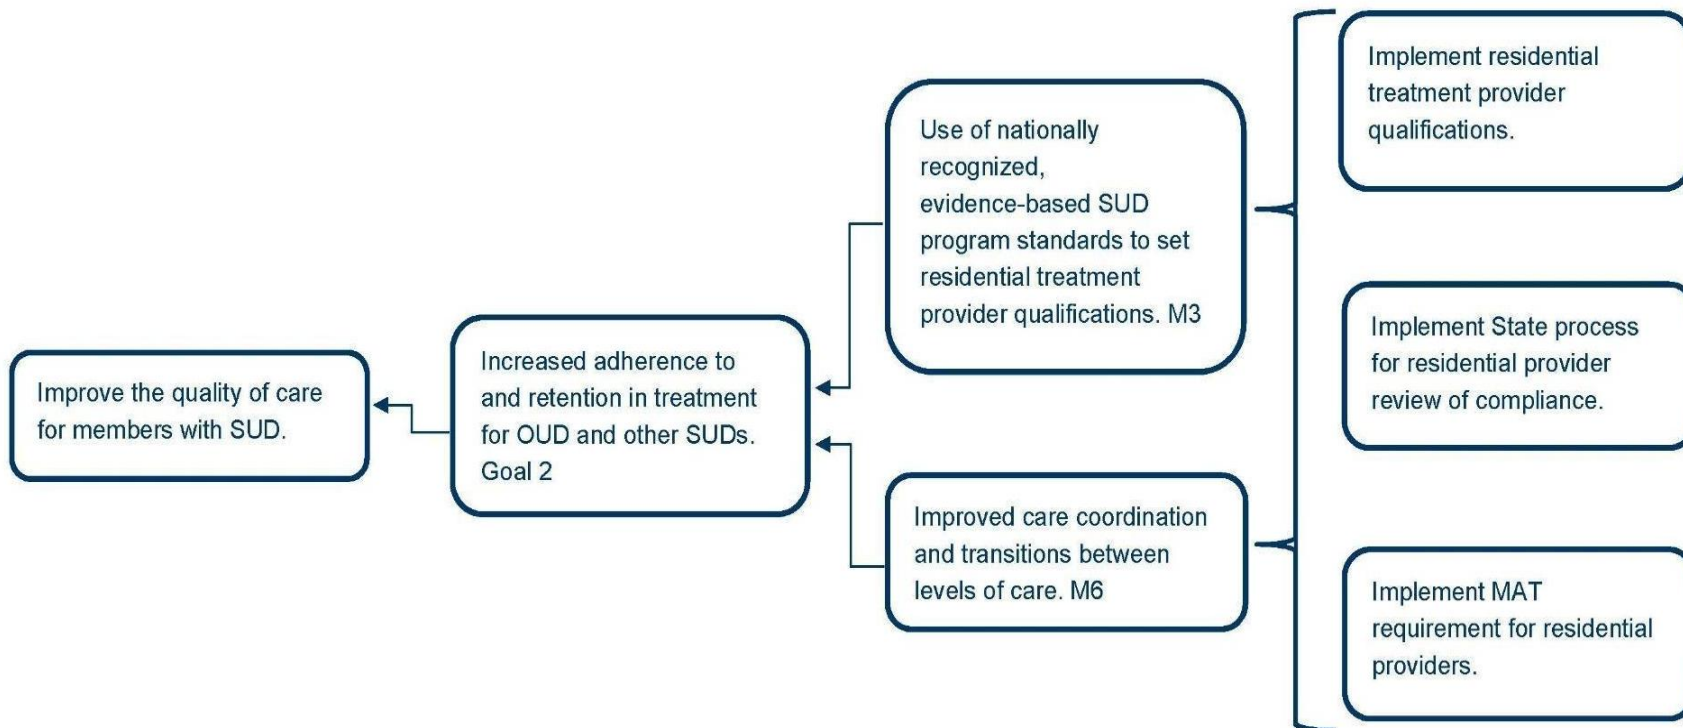 Improve the quality of care
for members with SUD.
Increased adherence to
and retention in treatment
for OUD and other SUDs.
Goal 2
Use of nationally
recognized,
evidence-based SUD
program standards to set
residential treatment
provider qualifications. M3
Improved care coordination
and transitions between
levels of care. M6
Implement residential
treatment provider
qualifications.
Implement State process
for residential provider
review of compliance.
Implement MAT
requirement for residential
providers.